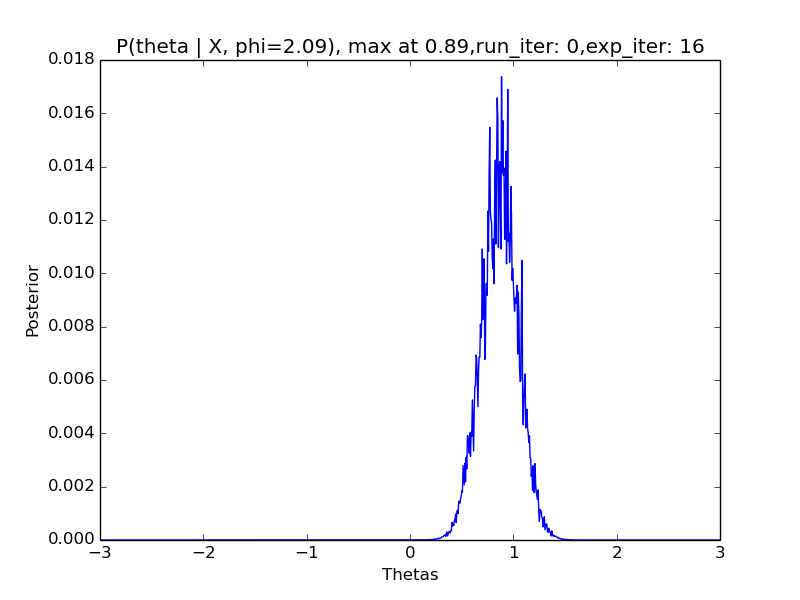 P(theta | X, phi=2.09), max at 0.89,run_iter: 0,exp_iter: 16
0.018
0.016
0.014
0.012
0.010
0.008
0.006
0.004
0.002
0.000
Posterior
−3 −2 −1 0 1 2 3
Thetas